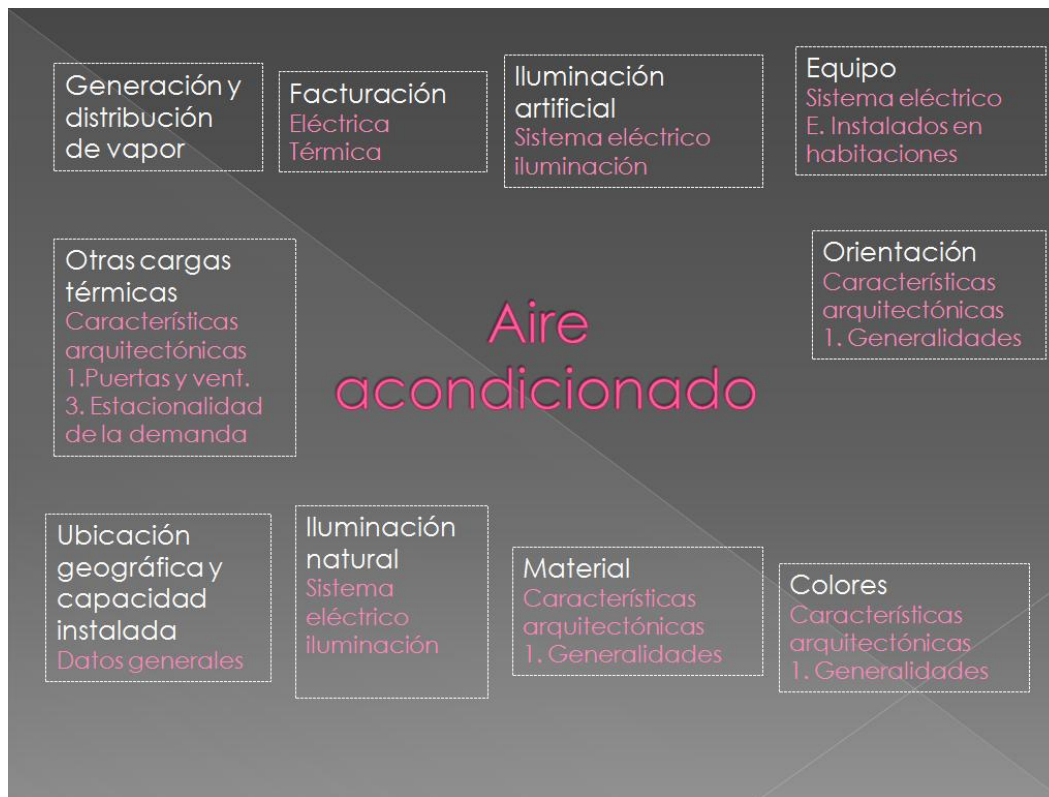 Generación y
distribución
de vapor
Facturación
Eléctrica
Térmica
Iluminación
artificial
Sistema eléctrico
iluminación
Equipo
Sistema eléctrico
E. Instalados en
habitaciones
Otras cargas
térmicas
Características
arquitectónicas
1.Puertas y vent.
3. Estacionalidad
de la demanda
Aire
acondicionado
Orientación
Características
arquitectónicas
1. Generalidades
Ubicación
geográfica y
capacidad
instalada
Datos generales
Iluminación
natural
Sistema
eléctrico
iluminación
Material
Características
arquitectónicas
1. Generalidades
Colores
Características
arquitectónicas
1. Generalidades